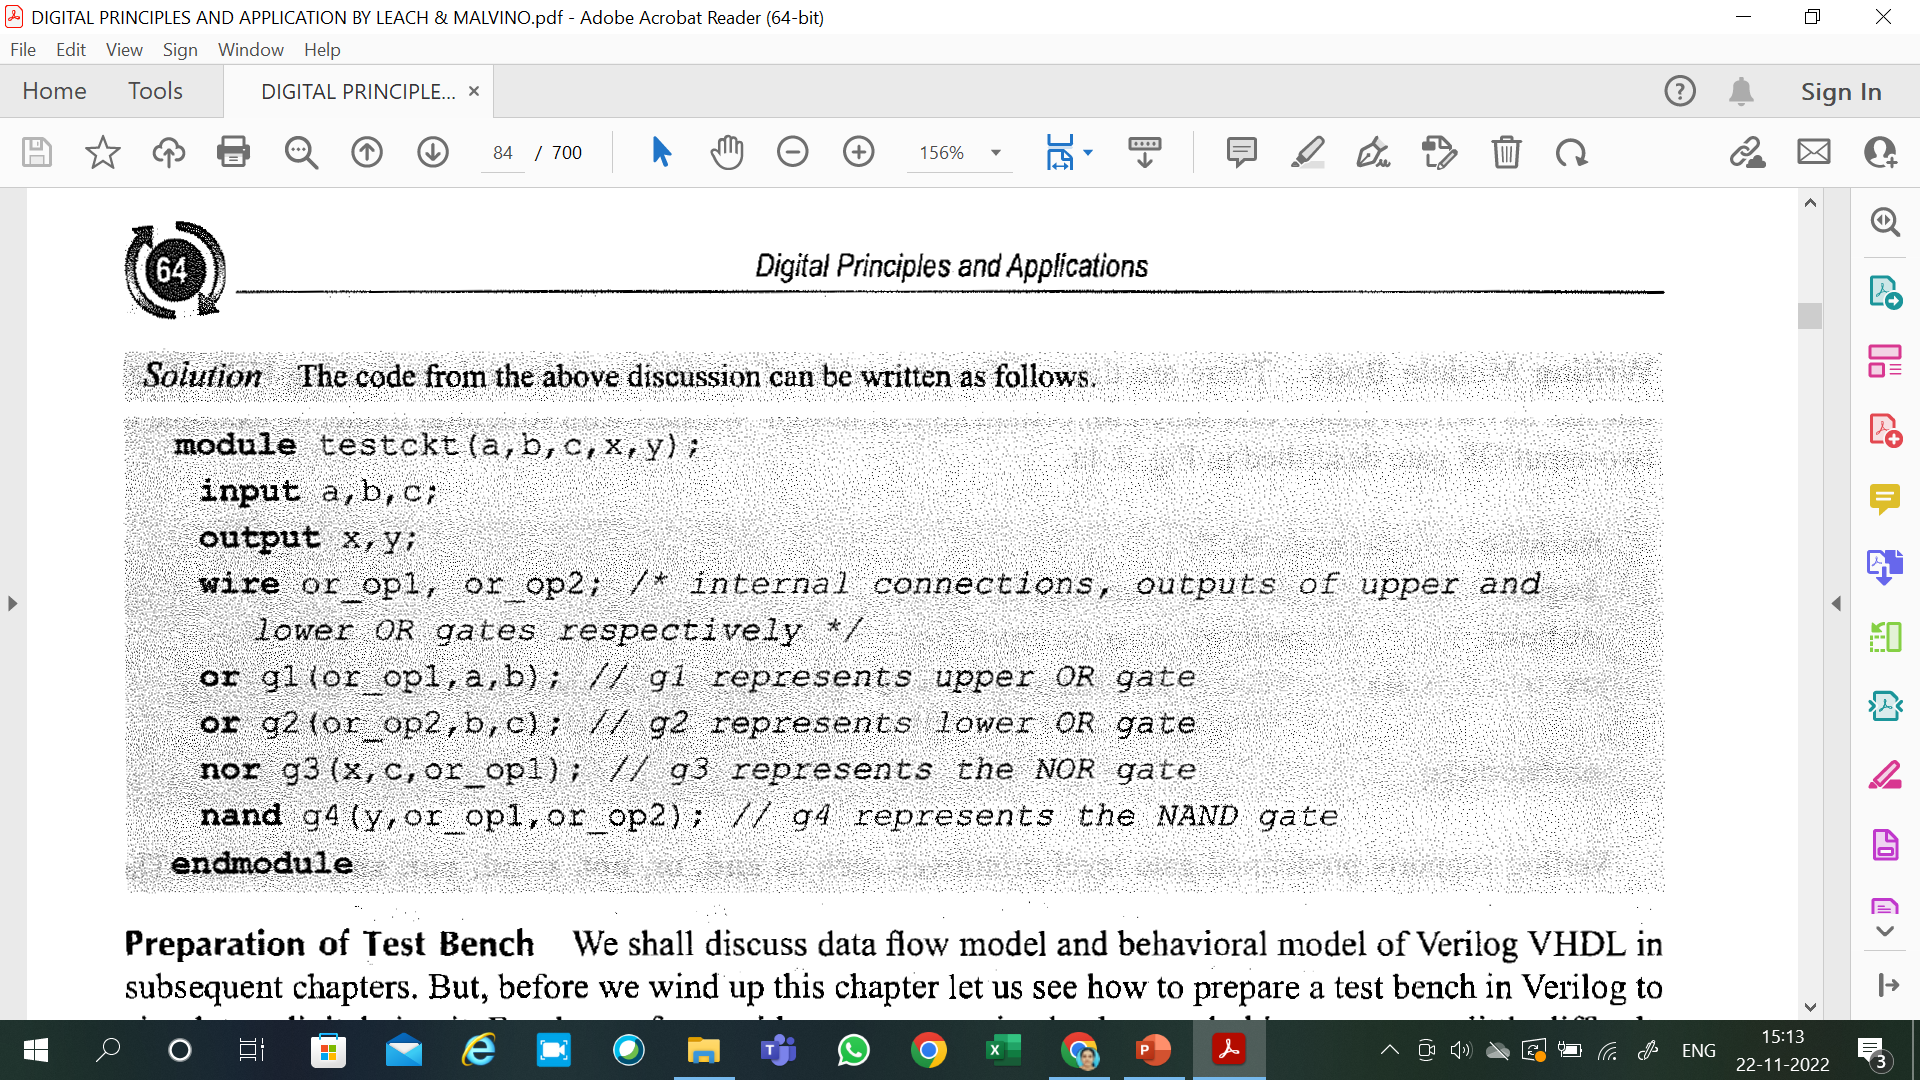 DIGITAL PRINCIPLES AND APPLICATION BY LEACH & MALVINO.pdf - Adobe Acrobat Reader (64-bit)
File Edit View Sign Window Help
Home Tools DIGITAL PRINCIPLE... × Sign In
84 / 700 156%
64
Digital Principles and Applications
Solution The code from the above discussion can be written as follows.
module testckt(a,b,c,x,y);
input a,b,c;
output x,y;
wire or_op1, or_op2; /* internal connections, outputs of upper and
lower OR gates respectively */
or g1(or_op1,a,b); // g1 represents upper OR gate
or g2(or_op2,b,c); // g2 represents lower OR gate
nor g3(x,c,or_op1); // g3 represents the NOR gate
nand g4(y,or_op1,or_op2); // g4 represents the NAND gate
endmodule
Preparation of Test Bench We shall discuss data flow model and behavioral model of Verilog VHDL in
subsequent chapters. But, before we wind up this chapter let us see how to prepare a test bench in Verilog to
ENG
15:13
22-11-2022
3